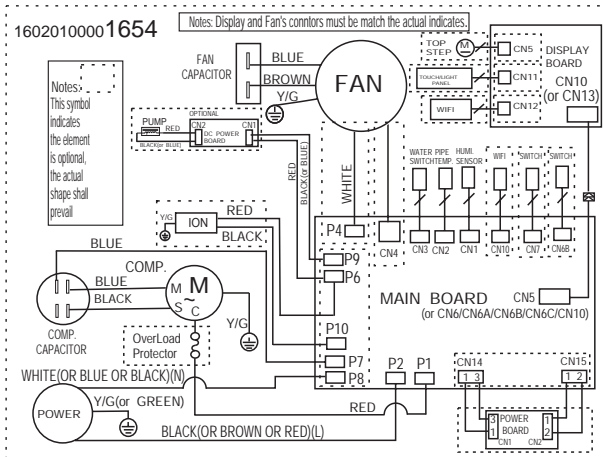 16020100001654
Notes: Display and Fan's conntors must be match the actual indicates.
Notes:
This symbol
indicates
the element
is optional,
the actual
shape shall
prevail
FAN
CAPACITOR
BLUE
BROWN
Y/G
FAN
TOP
STEP
M
CN5
DISPLAY
BOARD
TOUCH/LIGHT
PANEL
CN11
CN10
(or CN13)
WIFI
CN12
OPTIONAL
PUMP
RED
BLACK(or BLUE)
CN2
CN1
DC POWER
BOARD
RED
BLACK(or BLUE)
WHITE
WATER
SWITCH
PIPE
TEMP.
HUMI.
SENSOR
WIFI
SWITCH
SWITCH
Y/G
ION
RED
BLACK
P4
CN4
CN3
CN2
CN1
CN10
CN7
CN6B
BLUE
P9
P6
COMP.
BLUE
BLACK
M
S
C
M
~
Y/G
MAIN BOARD
CN5
(or CN6/CN6A/CN6B/CN6C/CN10)
COMP.
CAPACITOR
OverLoad
Protector
P10
P7
P8
P2
P1
CN14
1 3
CN15
1 2
WHITE(OR BLUE OR BLACK)(N)
POWER
Y/G(or GREEN)
RED
BLACK(OR BROWN OR RED)(L)
3
1
POWER
BOARD
CN1
CN2
1
2